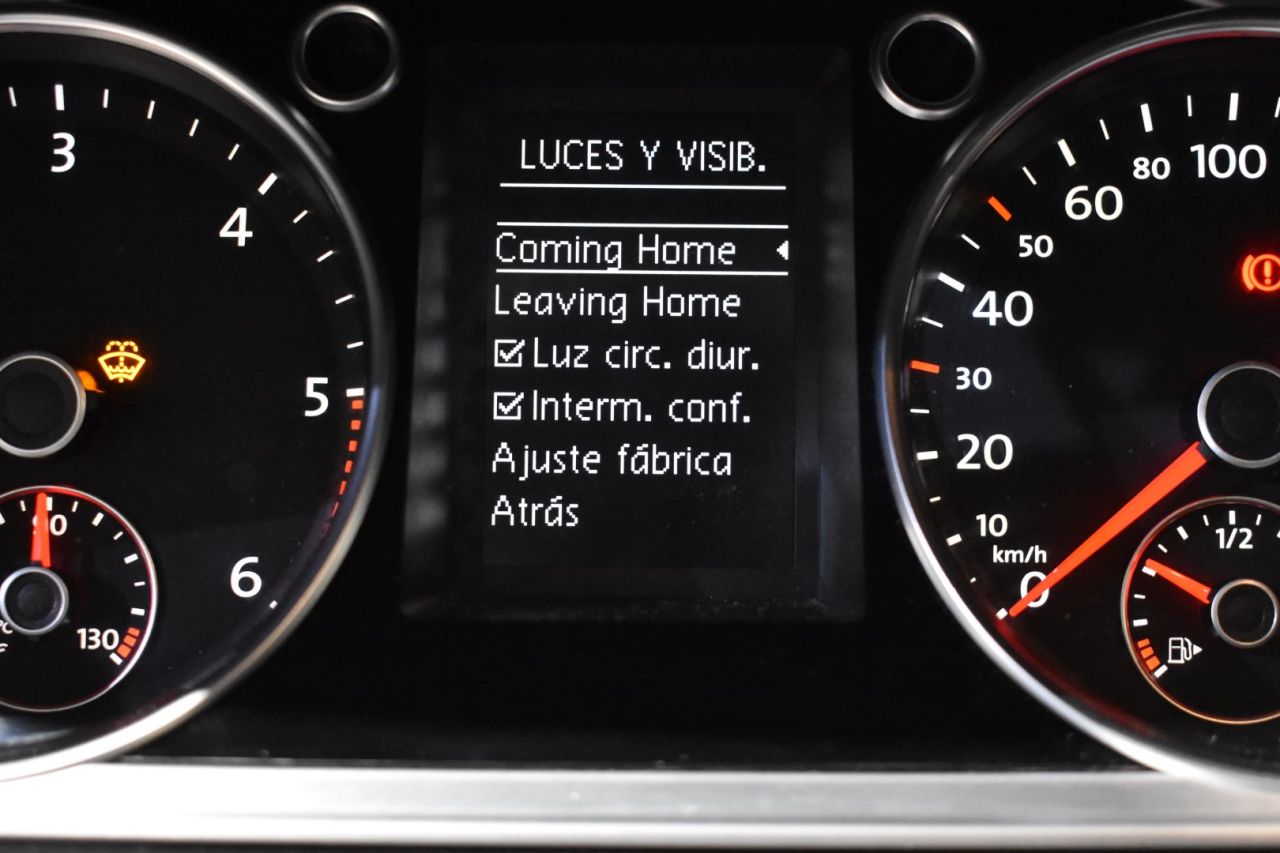 LUCES Y VISIB.
Coming Home
Leaving Home
Luz circ. diur.
Interm. conf.
Ajuste fábrica
Atrás
3
4
5
6
90
130
100
80
60
50
40
30
20
10
km/h
0
1/2